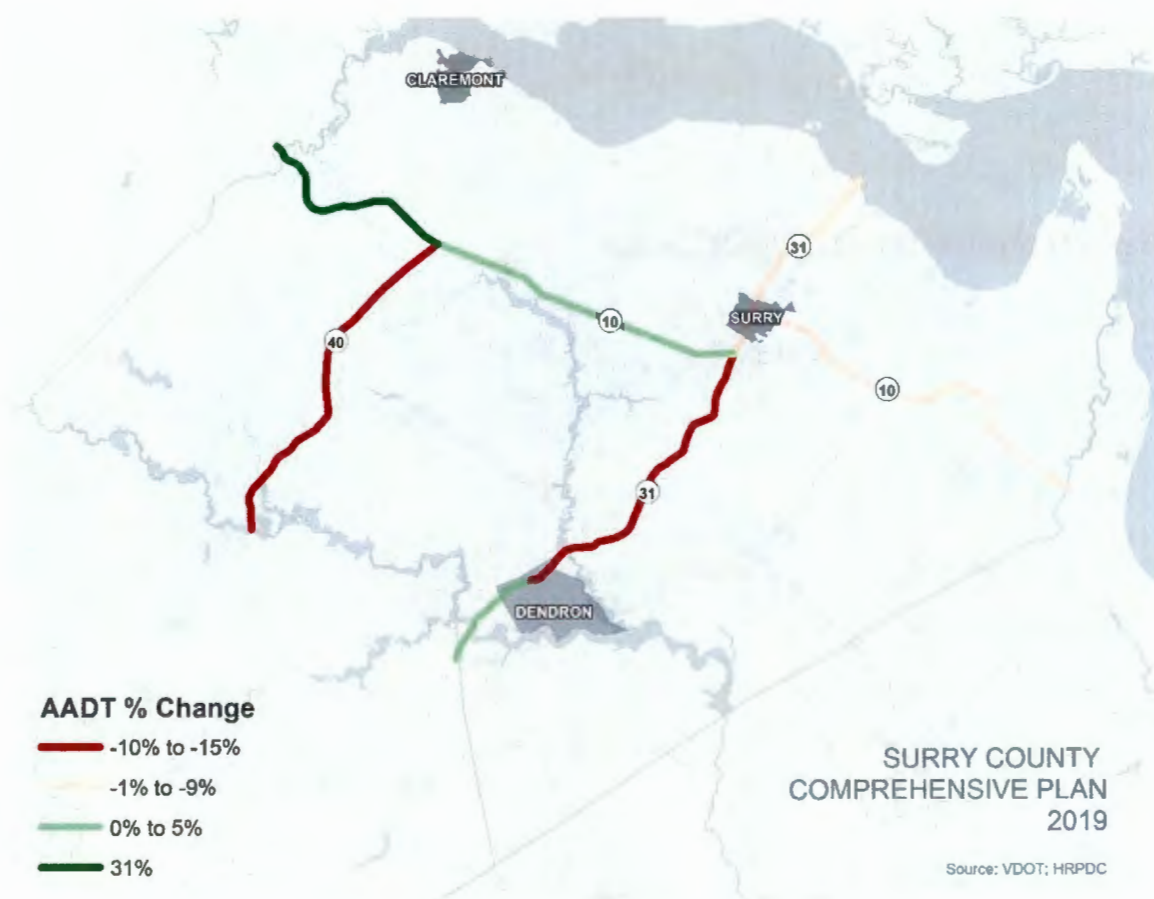 CLAREMONT
31
SURRY
10
10
40
31
DENDRON
AADT % Change
-10% to -15%
-1% to -9%
0% to 5%
31%
SURRY COUNTY
COMPREHENSIVE PLAN
2019
Source: VDOT; HRPDC